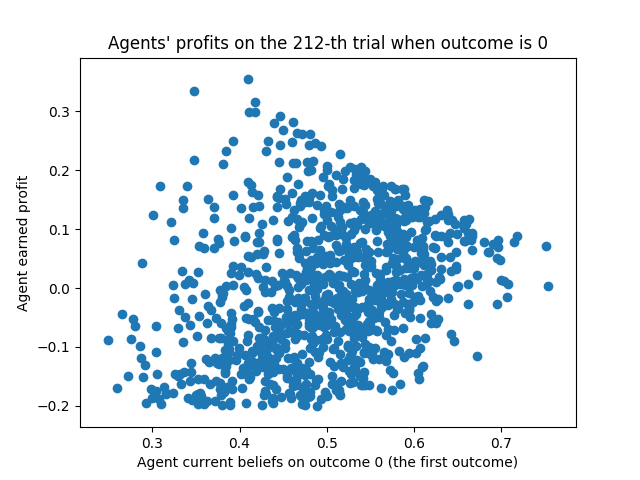 Agents' profits on the 212-th trial when outcome is 0
0.3
0.2
0.1
0.0
−0.1
−0.2
Agent earned profit
0.3 0.4 0.5 0.6 0.7
Agent current beliefs on outcome 0 (the first outcome)